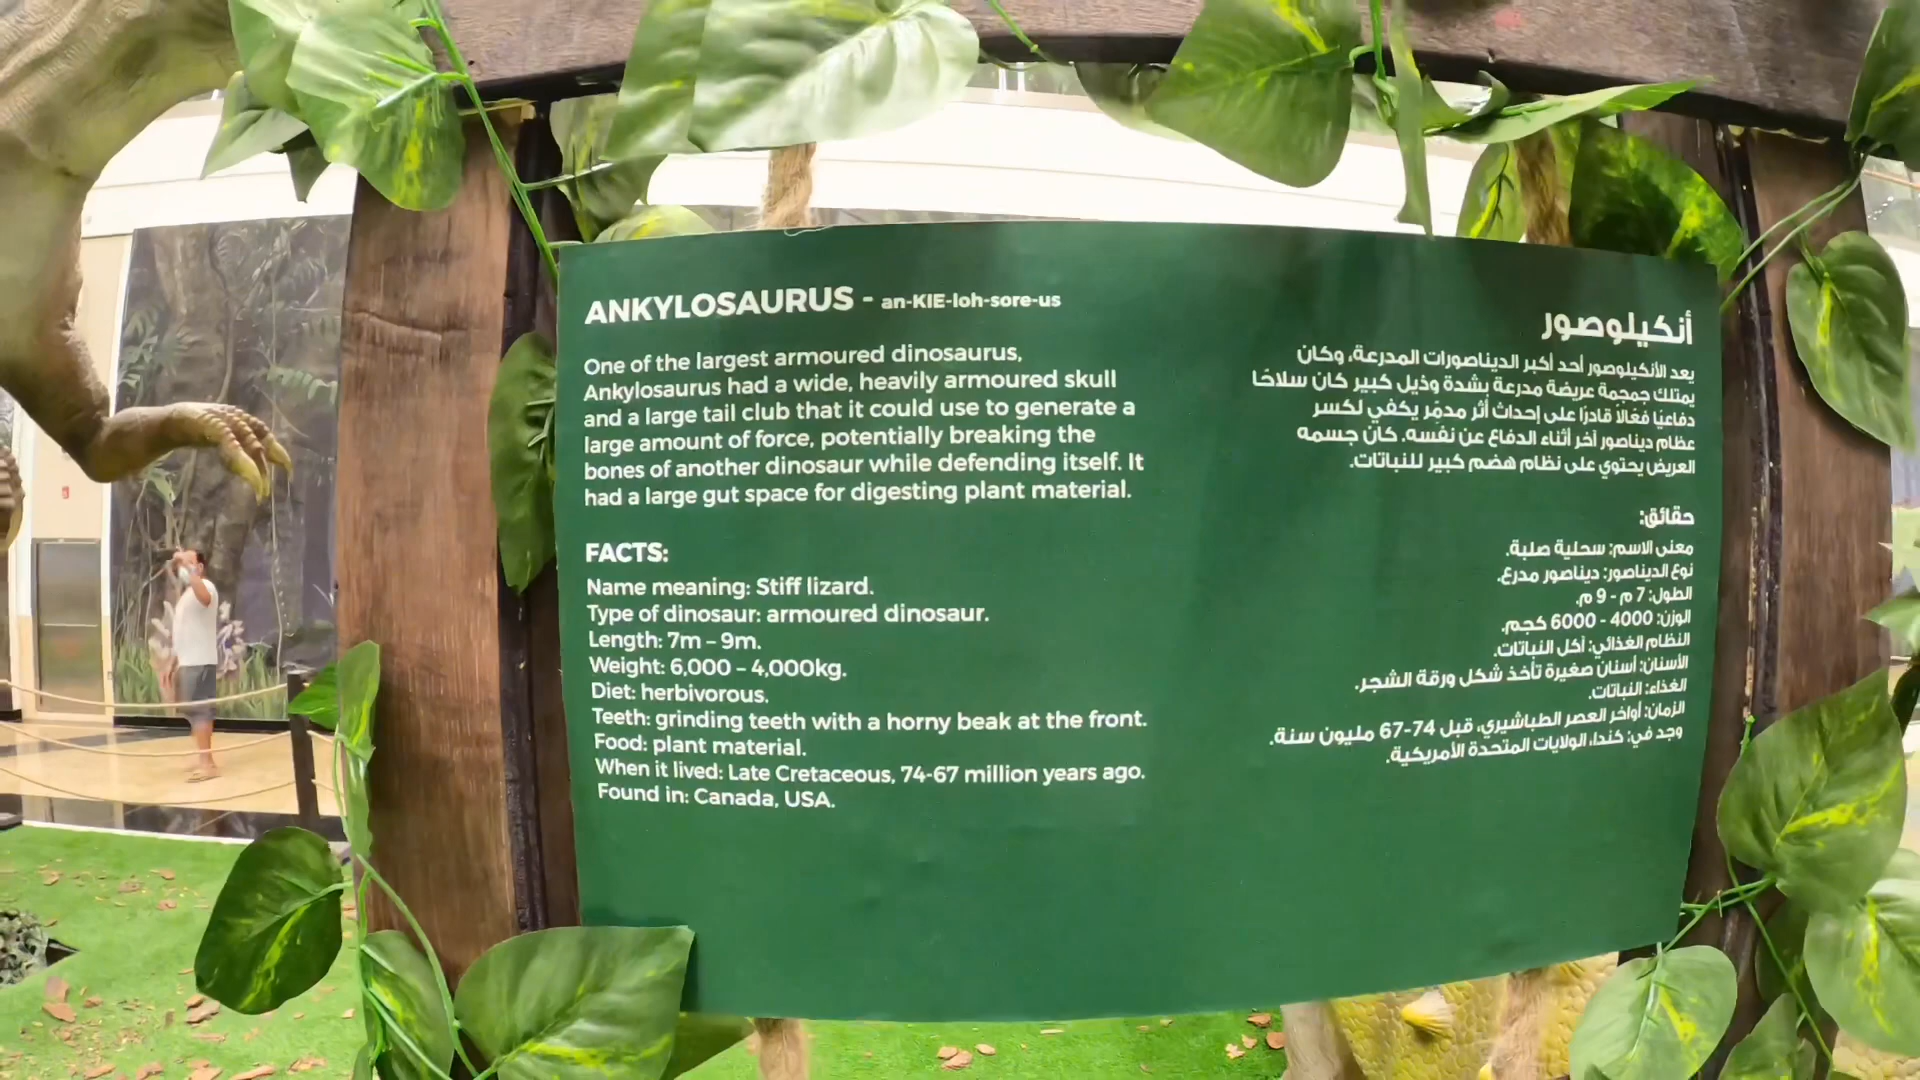 ANKYLOSAURUS - an-KIE-loh-sore-us
One of the largest armoured dinosaurus,
Ankylosaurus had a wide, heavily armoured skull
and a large tail club that it could use to generate a
large amount of force, potentially breaking the
bones of another dinosaur while defending itself. It
had a large gut space for digesting plant material.
FACTS:
Name meaning: Stiff lizard.
Type of dinosaur: armoured dinosaur.
Length: 7m – 9m.
Weight: 6,000 – 4,000kg.
Diet: herbivorous.
Teeth: grinding teeth with a horny beak at the front.
Food: plant material.
When it lived: Late Cretaceous, 74-67 million years ago.
Found in: Canada, USA.
أنكيلوصور
يعد الأنكيلوصور أحد أكبر الديناصورات المدرعة، وكان
يمتلك جمجمة عريضة مدرعة بشدة وذيل كبير كان سلاحًا
دفاعيًا فعّالًا قادرًا على إحداث أثر مدمّر يكفي لكسر
عظام ديناصور آخر أثناء الدفاع عن نفسه. كان جسمه
العريض يحتوي على نظام هضم كبير للنباتات.
حقائق:
معنى الاسم: سحلية صلبة.
نوع الديناصور: ديناصور مدرع.
الطول: 7 م - 9 م.
الوزن: 4000 - 6000 كجم.
النظام الغذائي: آكل النباتات.
الأسنان: أسنان صغيرة تأخذ شكل ورقة الشجر.
الغذاء: النباتات.
الزمان: أواخر العصر الطباشيري، قبل 74-67 مليون سنة.
وجد في: كندا، الولايات المتحدة الأمريكية.